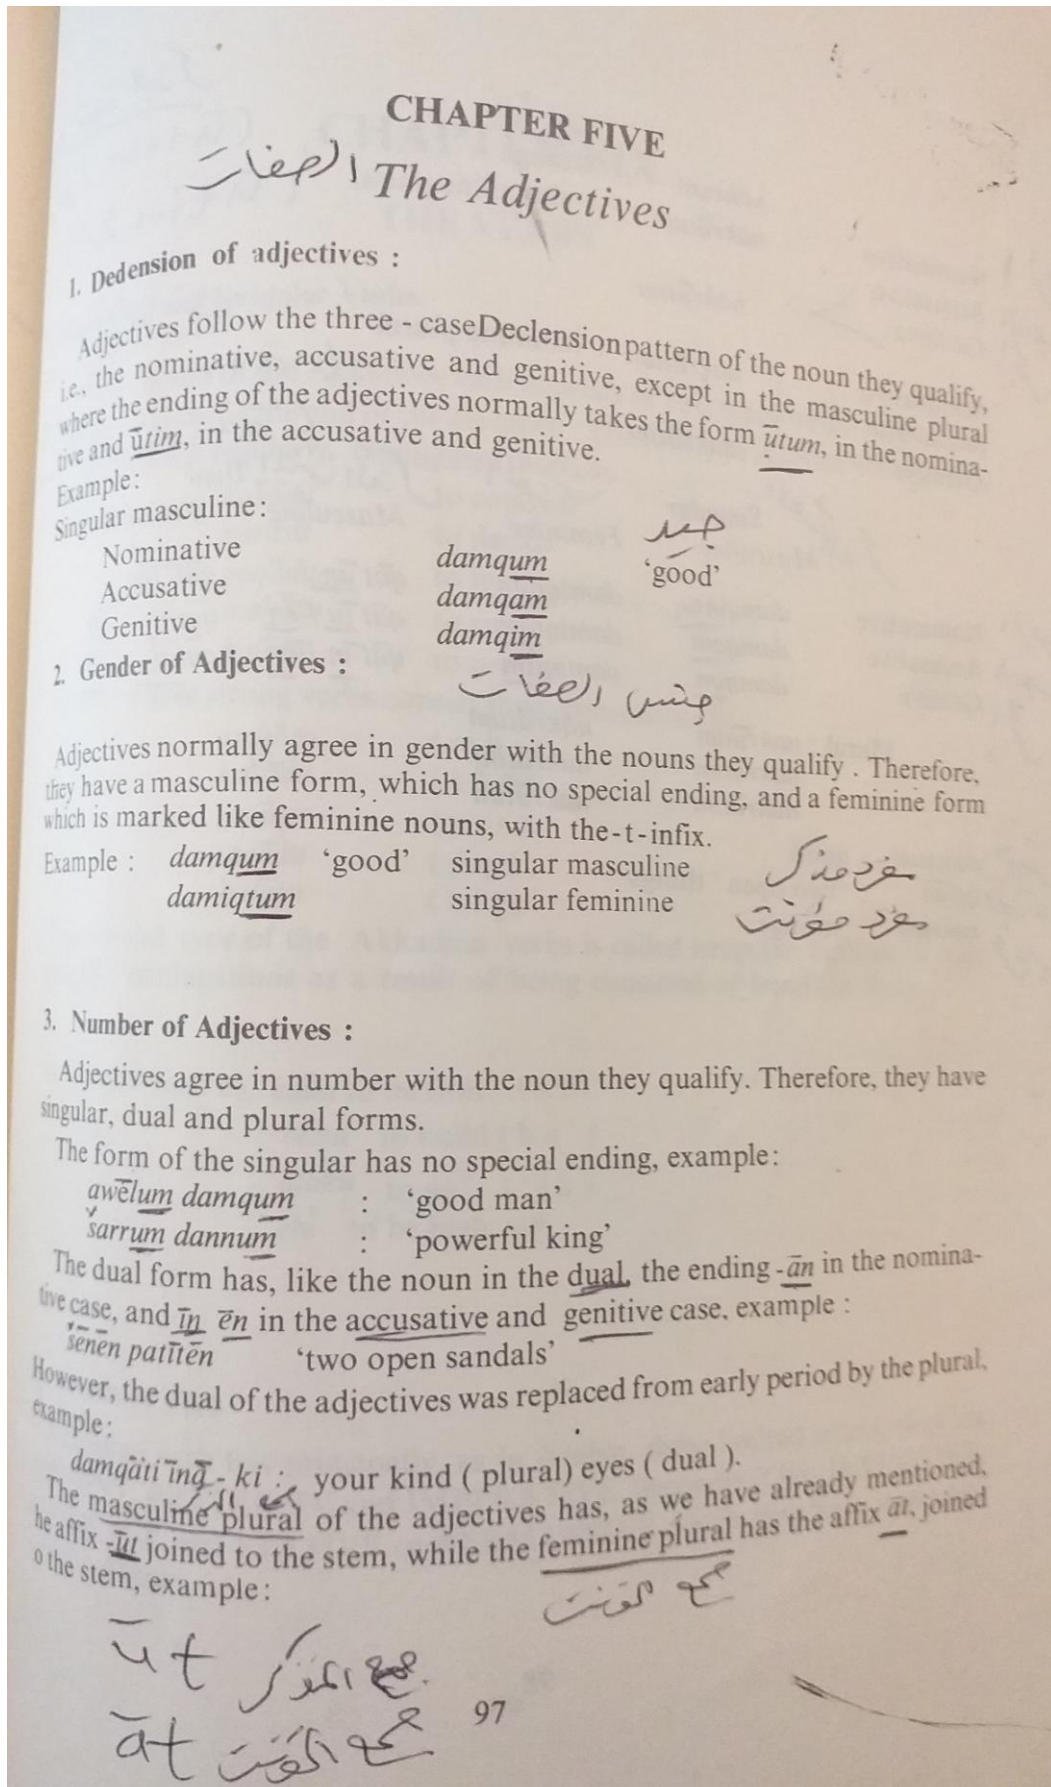 CHAPTER FIVE
الصفات The Adjectives
1. Dedension of adjectives :
Adjectives follow the three - caseDeclension pattern of the noun they qualify,
i.e., the nominative, accusative and genitive, except in the masculine plural
where the ending of the adjectives normally takes the form ūtum, in the nomina-
tive and ūtim, in the accusative and genitive.
Example:
Singular masculine:
جيد
Nominative damqum ‘good’
Accusative damqam
Genitive damqim
2. Gender of Adjectives :
جنس الصفات
Adjectives normally agree in gender with the nouns they qualify . Therefore,
they have a masculine form, which has no special ending, and a feminine form
which is marked like feminine nouns, with the-t-infix.
Example : damqum ‘good’ singular masculine مفرد مذكر
damiqtum singular feminine مفرد مؤنث
3. Number of Adjectives :
Adjectives agree in number with the noun they qualify. Therefore, they have
singular, dual and plural forms.
The form of the singular has no special ending, example:
awēlum damqum : ‘good man’
šarrum dannum : ‘powerful king’
The dual form has, like the noun in the dual, the ending -ān in the nomina-
tive case, and īn ēn in the accusative and genitive case, example :
šēnēn patītēn ‘two open sandals’
However, the dual of the adjectives was replaced from early period by the plural,
example:
damqāti īnā - ki : your kind ( plural) eyes ( dual ).
The masculine plural of the adjectives has, as we have already mentioned,
he affix -ūt joined to the stem, while the feminine plural has the affix āt, joined
o the stem, example:
جمع المؤنث
ūt جمع المذكر
97
āt جمع المؤنث